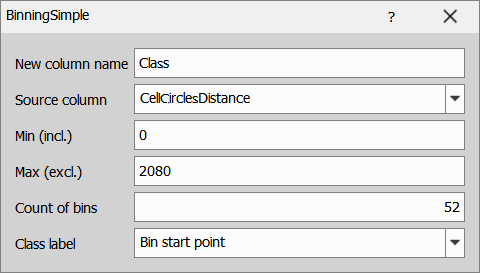 BinningSimple ?
New column name Class
Source column CellCirclesDistance
Min (incl.) 0
Max (excl.) 2080
Count of bins 52
Class label Bin start point